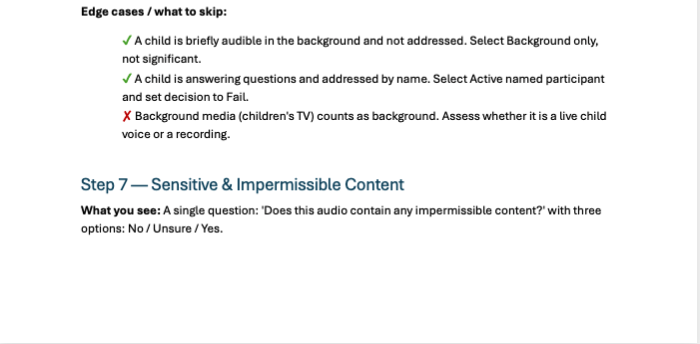 Edge cases / what to skip:
✓ A child is briefly audible in the background and not addressed. Select Background only,
not significant.
✓ A child is answering questions and addressed by name. Select Active named participant
and set decision to Fail.
✗ Background media (children's TV) counts as background. Assess whether it is a live child
voice or a recording.
Step 7 — Sensitive & Impermissible Content
What you see: A single question: 'Does this audio contain any impermissible content?' with three
options: No / Unsure / Yes.